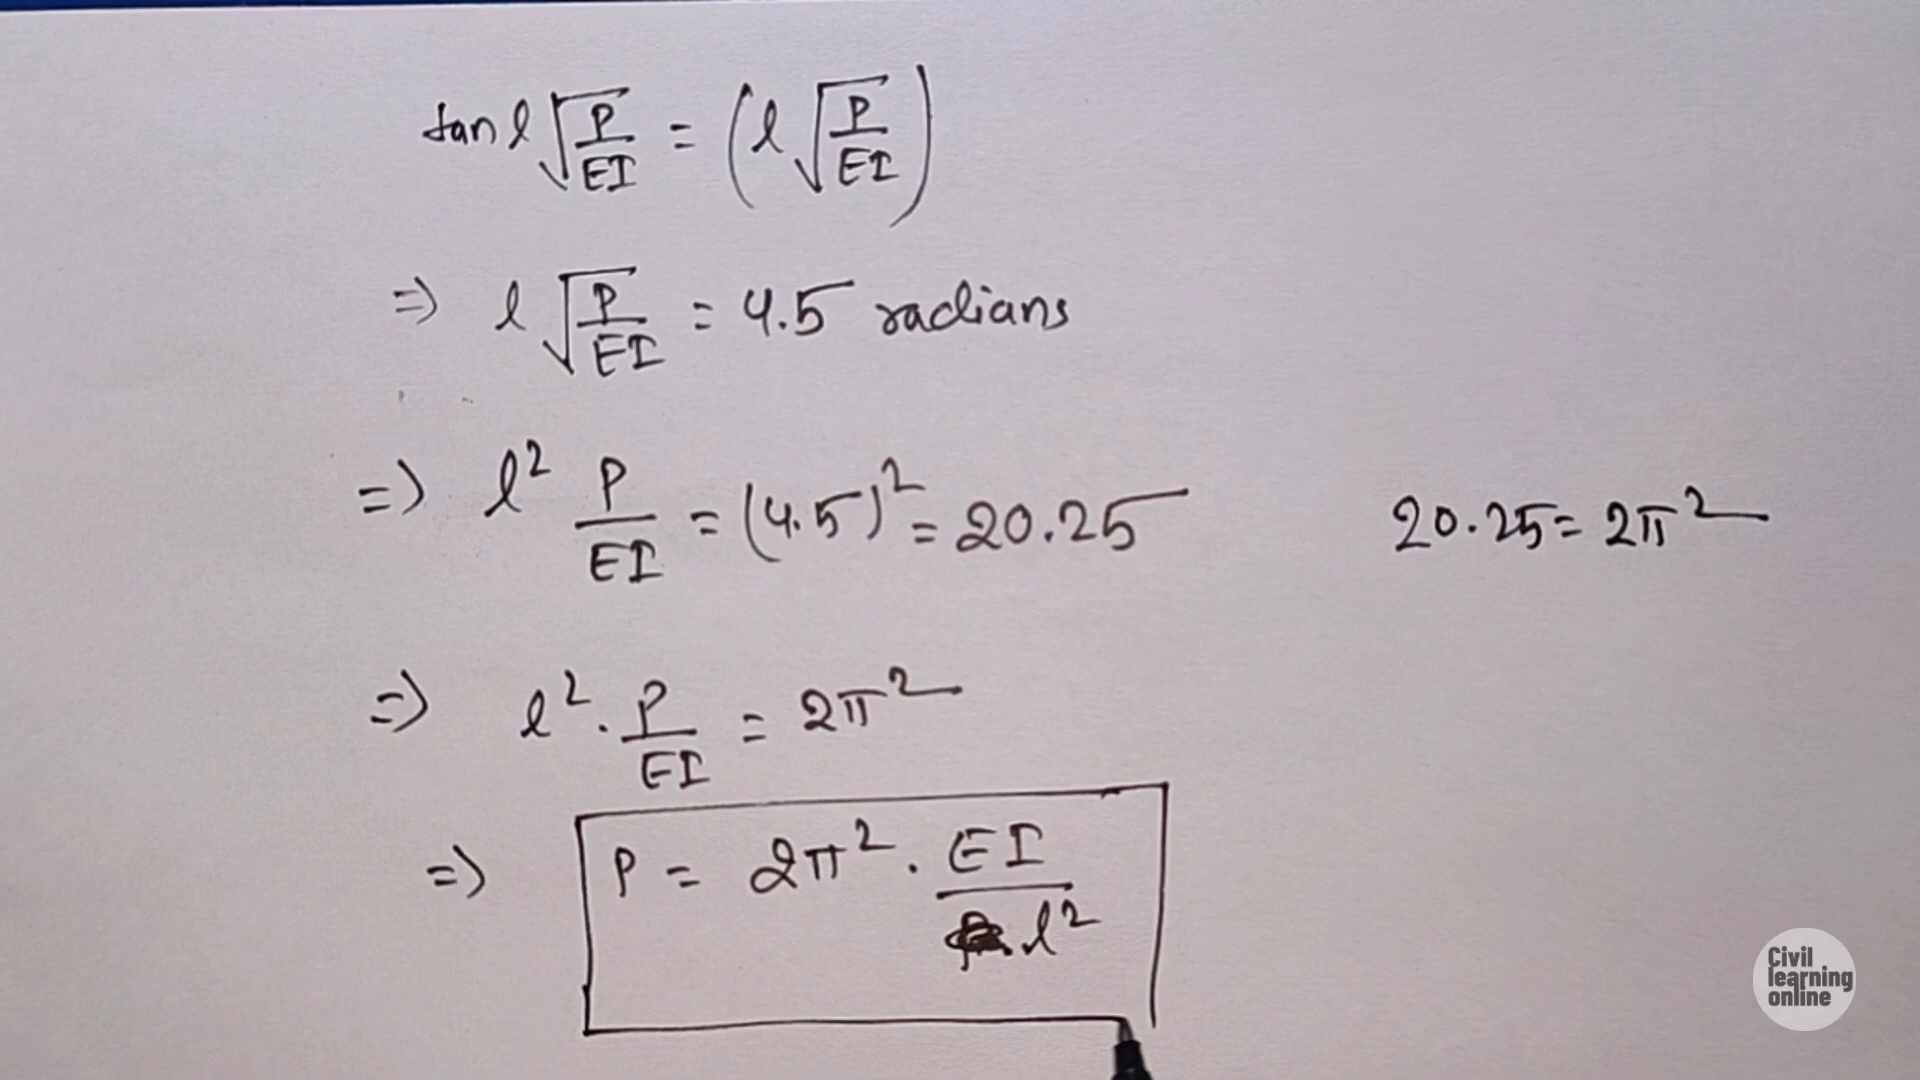 tan l √(P/EI) = (l √(P/EI))
=> l √(P/EI) = 4.5 radians
=> l² P/EI = (4.5)² = 20.25
20.25 = 2π²
=> l² . P/EI = 2π²
=> P = 2π² . EI/l²
Civil
learning
online